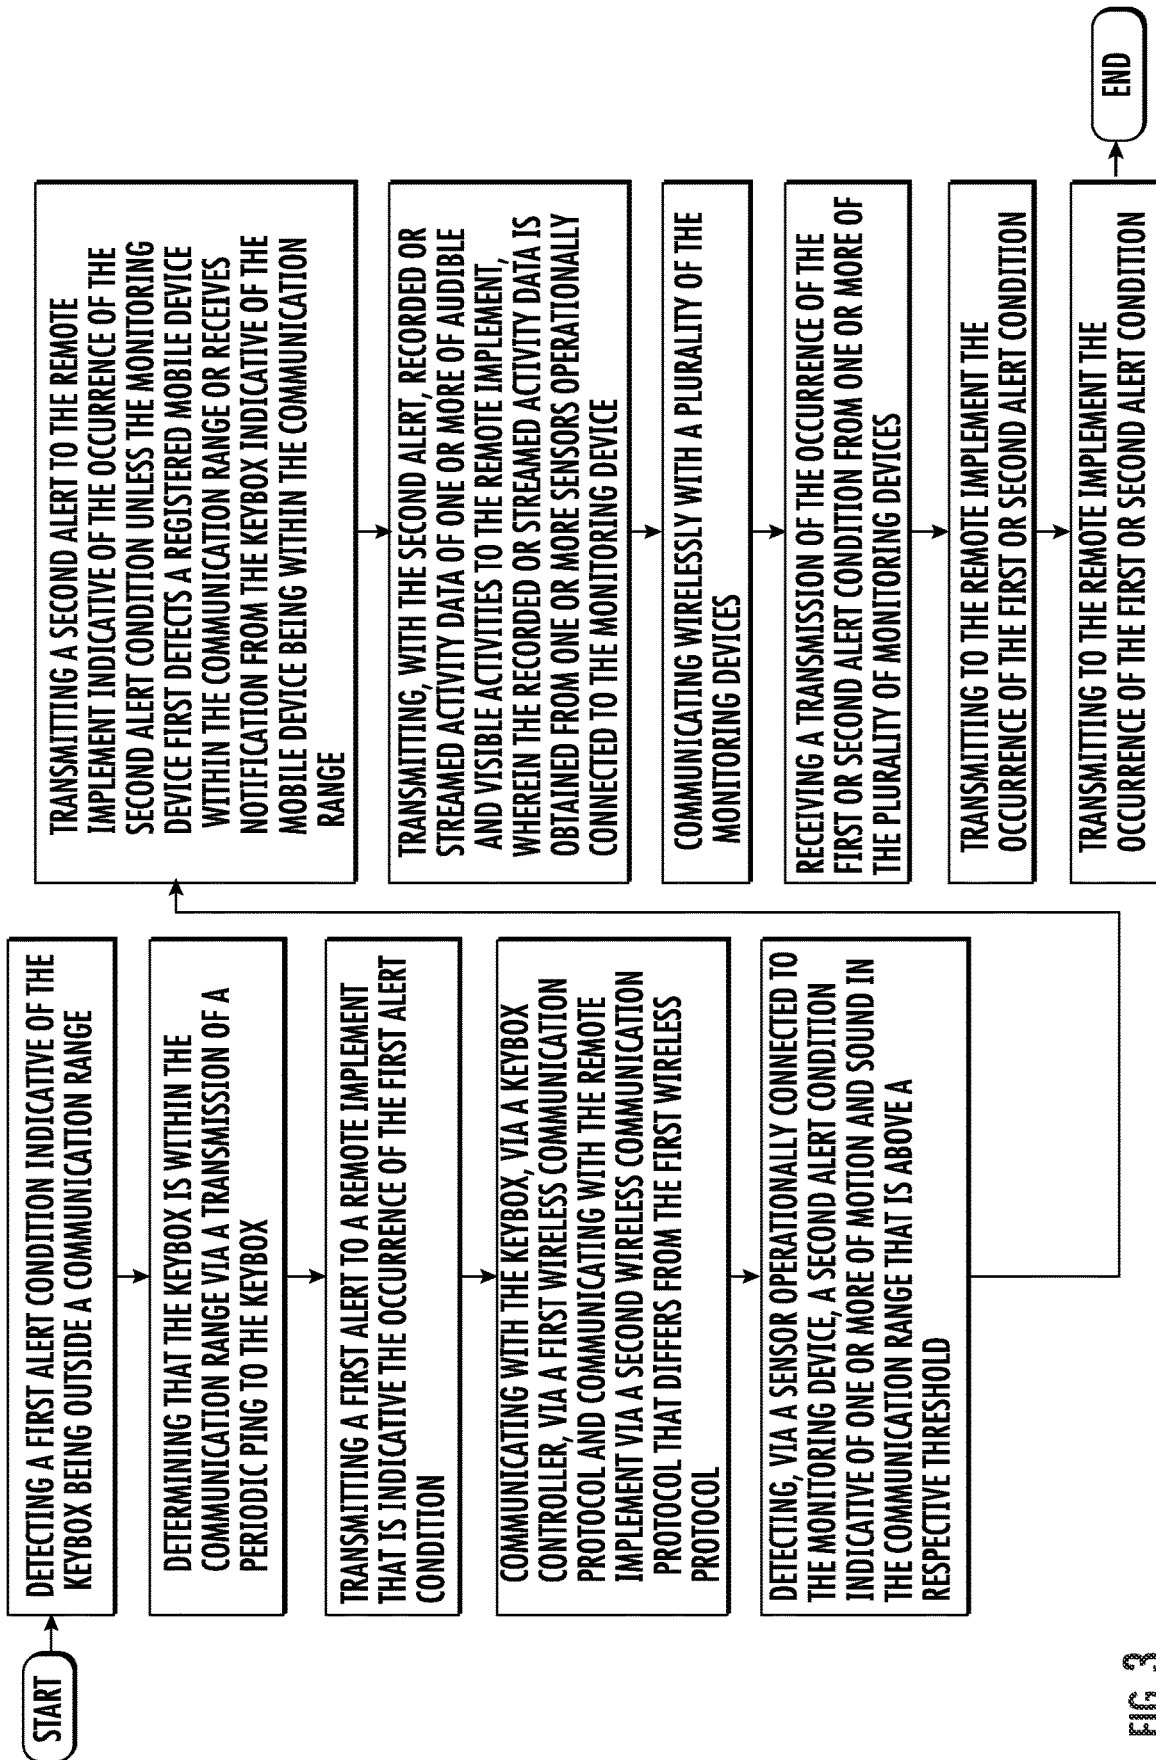 START
DETECTING A FIRST ALERT CONDITION INDICATIVE OF THE
KEYBOX BEING OUTSIDE A COMMUNICATION RANGE
DETERMINING THAT THE KEYBOX IS WITHIN THE
COMMUNICATION RANGE VIA A TRANSMISSION OF A
PERIODIC PING TO THE KEYBOX
TRANSMITTING A FIRST ALERT TO A REMOTE IMPLEMENT
THAT IS INDICATIVE THE OCCURRENCE OF THE FIRST ALERT
CONDITION
COMMUNICATING WITH THE KEYBOX, VIA A KEYBOX
CONTROLLER, VIA A FIRST WIRELESS COMMUNICATION
PROTOCOL AND COMMUNICATING WITH THE REMOTE
IMPLEMENT VIA A SECOND WIRELESS COMMUNICATION
PROTOCOL THAT DIFFERS FROM THE FIRST WIRELESS
PROTOCOL
DETECTING, VIA A SENSOR OPERATIONALLY CONNECTED TO
THE MONITORING DEVICE, A SECOND ALERT CONDITION
INDICATIVE OF ONE OR MORE OF MOTION AND SOUND IN
THE COMMUNICATION RANGE THAT IS ABOVE A
RESPECTIVE THRESHOLD
TRANSMITTING A SECOND ALERT TO THE REMOTE
IMPLEMENT INDICATIVE OF THE OCCURRENCE OF THE
SECOND ALERT CONDITION UNLESS THE MONITORING
DEVICE FIRST DETECTS A REGISTERED MOBILE DEVICE
WITHIN THE COMMUNICATION RANGE OR RECEIVES
NOTIFICATION FROM THE KEYBOX INDICATIVE OF THE
MOBILE DEVICE BEING WITHIN THE COMMUNICATION
RANGE
TRANSMITTING, WITH THE SECOND ALERT, RECORDED OR
STREAMED ACTIVITY DATA OF ONE OR MORE OF AUDIBLE
AND VISIBLE ACTIVITIES TO THE REMOTE IMPLEMENT,
WHEREIN THE RECORDED OR STREAMED ACTIVITY DATA IS
OBTAINED FROM ONE OR MORE SENSORS OPERATIONALLY
CONNECTED TO THE MONITORING DEVICE
COMMUNICATING WIRELESSLY WITH A PLURALITY OF THE
MONITORING DEVICES
RECEIVING A TRANSMISSION OF THE OCCURRENCE OF THE
FIRST OR SECOND ALERT CONDITION FROM ONE OR MORE OF
THE PLURALITY OF MONITORING DEVICES
TRANSMITTING TO THE REMOTE IMPLEMENT THE
OCCURRENCE OF THE FIRST OR SECOND ALERT CONDITION
TRANSMITTING TO THE REMOTE IMPLEMENT THE
OCCURRENCE OF THE FIRST OR SECOND ALERT CONDITION
END
FIG. 3